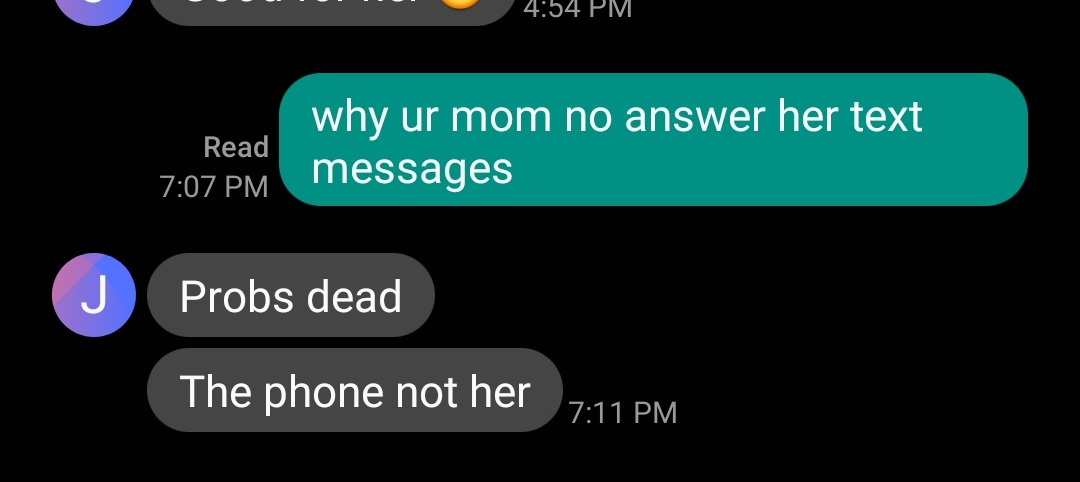 4:54 PM
why ur mom no answer her text
messages
Read
7:07 PM
J
Probs dead
The phone not her
7:11 PM